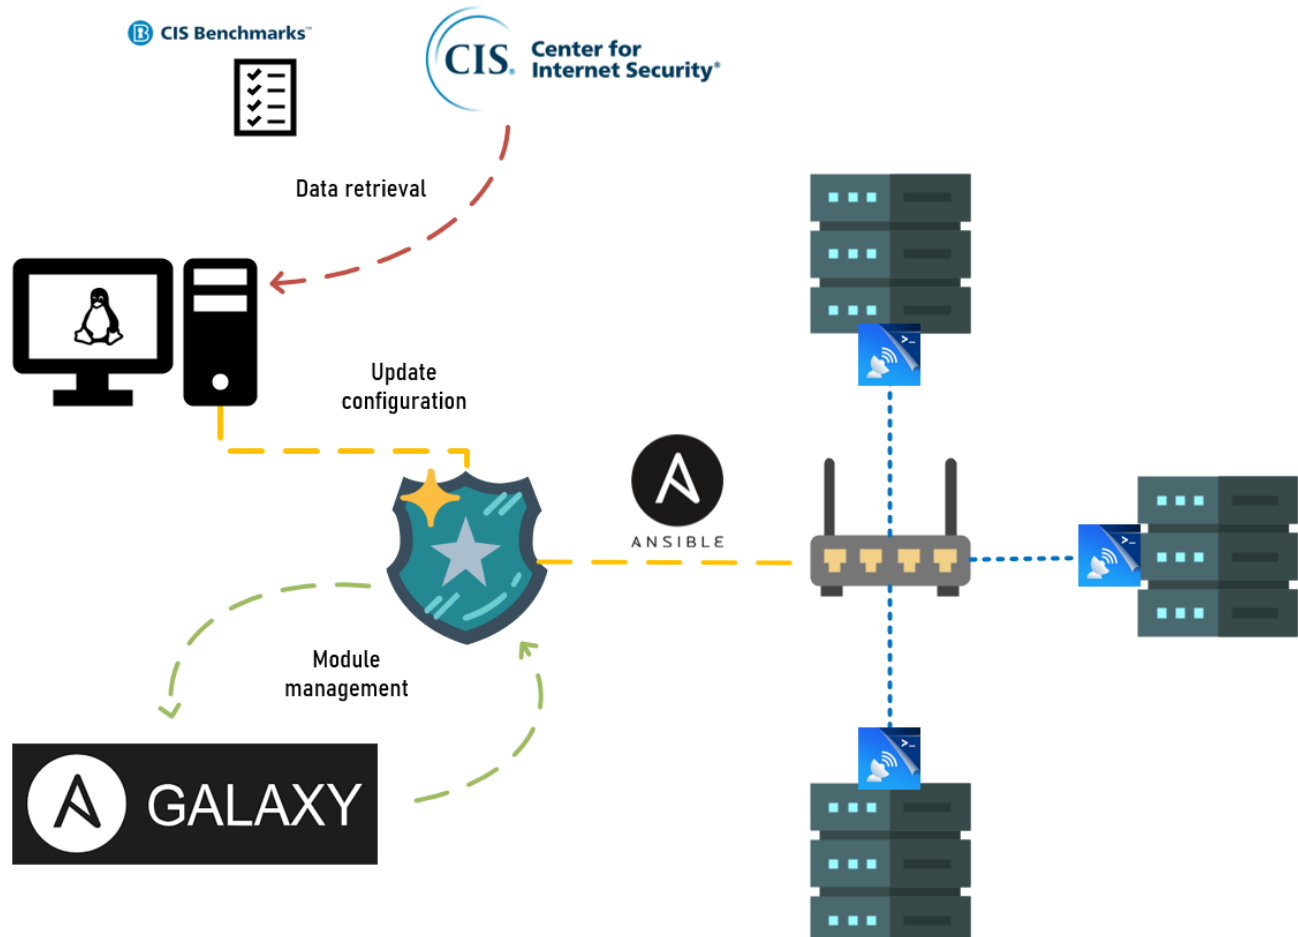 CIS Benchmarks™
CIS® Center for
Internet Security®
Data retrieval
Update
configuration
ANSIBLE
Module
management
GALAXY
>_
>_
>_